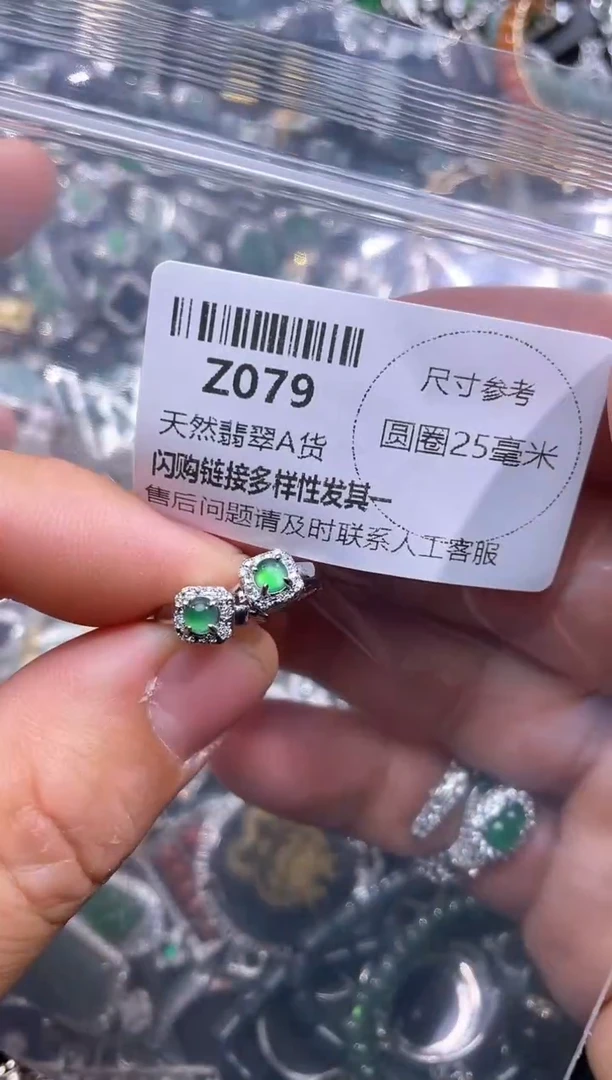 Z079
天然翡翠A货
闪购链接多样性发其一
售后问题请及时联系人工客服
尺寸参考
圆圈25毫米